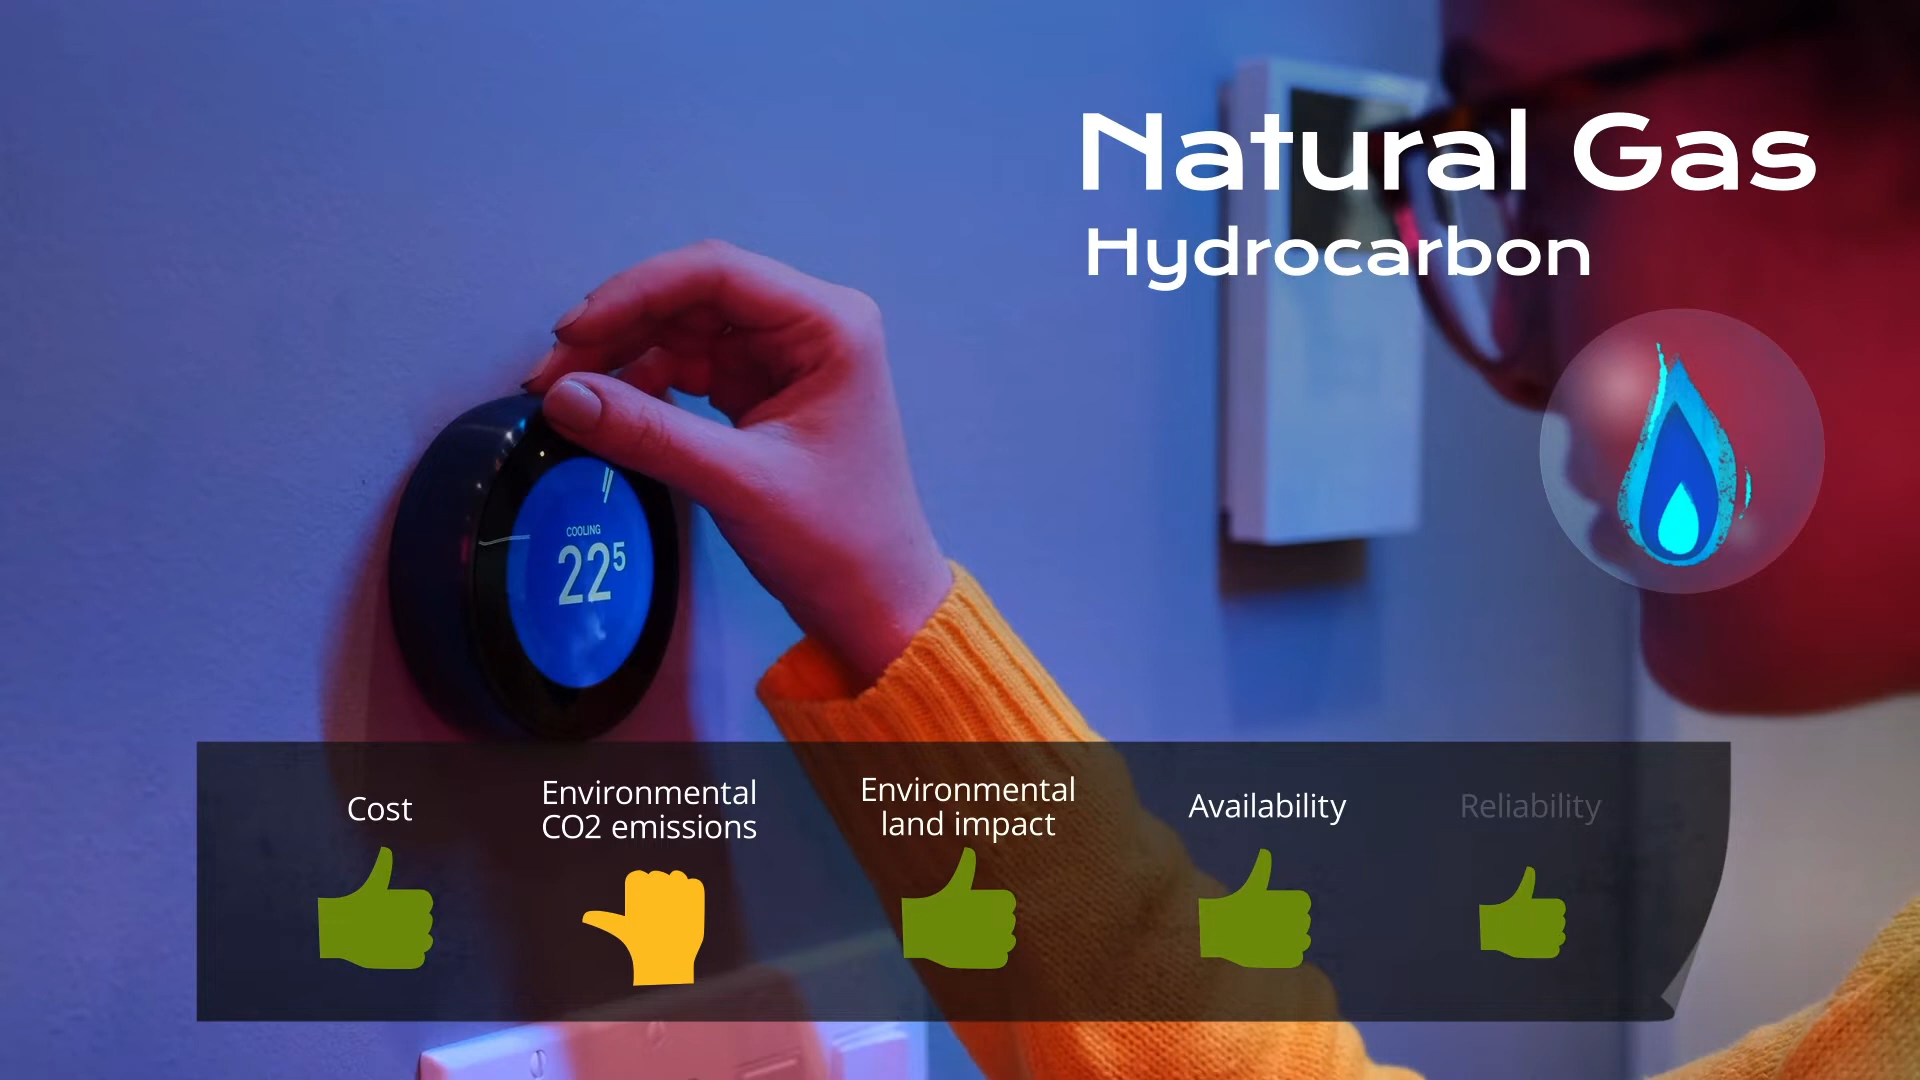 Natural Gas
Hydrocarbon
COOLING
22⁵
Cost
Environmental
CO2 emissions
Environmental
land impact
Availability
Reliability